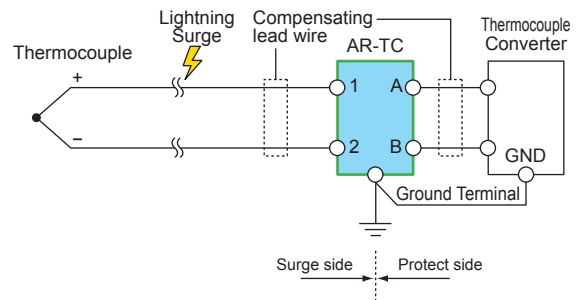 Lightning
Surge
Compensating
lead wire
Thermocouple
Converter
Thermocouple
AR-TC
+
1
A
−
2
B
GND
Ground Terminal
Surge side
Protect side